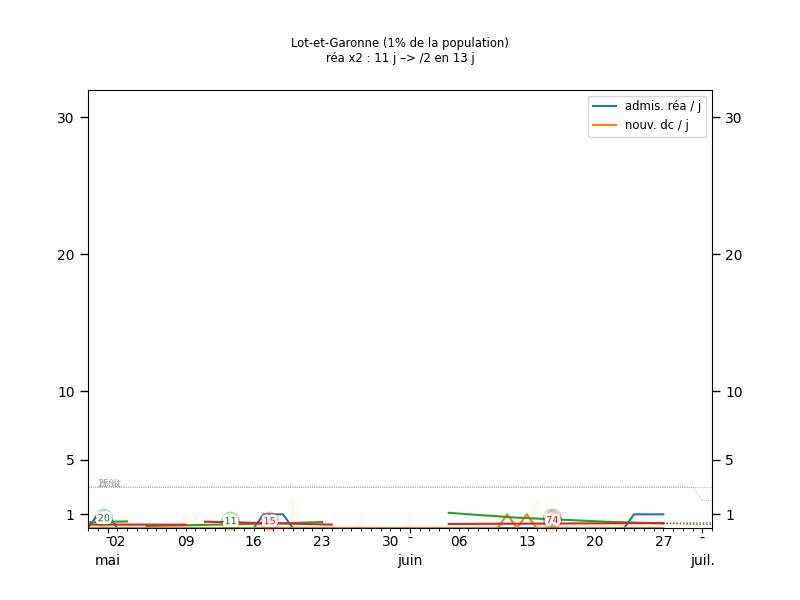 Lot-et-Garonne (1% de la population)
réa x2 : 11 j –> /2 en 13 j
admis. réa / j
nouv. dc / j
30
30
20
20
10
10
5
5
20
11
15
74
1
1
02 09 16 23 30 - 06 13 20 27 -
mai juin juil.